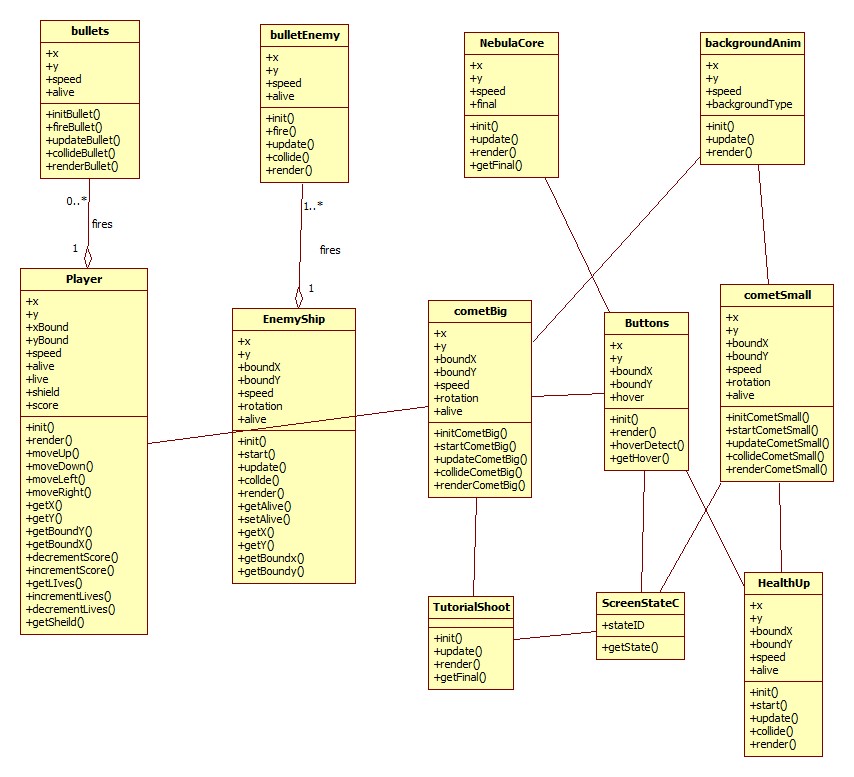 bullets
+x
+y
+speed
+alive
+initBullet()
+fireBullet()
+updateBullet()
+collideBullet()
+renderBullet()
bulletEnemy
+x
+y
+speed
+alive
+init()
+fire()
+update()
+collide()
+render()
NebulaCore
+x
+y
+speed
+final
+init()
+update()
+render()
+getFinal()
backgroundAnim
+x
+y
+speed
+backgroundType
+init()
+update()
+render()
0..*
fires
1
1..*
fires
1
Player
+x
+y
+xBound
+yBound
+speed
+alive
+live
+shield
+score
+init()
+render()
+moveUp()
+moveDown()
+moveLeft()
+moveRight()
+getX()
+getY()
+getBoundY()
+getBoundX()
+decrementScore()
+incrementScore()
+getLIves()
+incrementLives()
+decrementLives()
+getSheild()
EnemyShip
+x
+y
+boundX
+boundY
+speed
+rotation
+alive
+init()
+start()
+update()
+collde()
+render()
+getAlive()
+setAlive()
+getX()
+getY()
+getBoundx()
+getBoundy()
cometBig
+x
+y
+boundX
+boundY
+speed
+rotation
+alive
+initCometBig()
+startCometBig()
+updateCometBig()
+collideCometBig()
+renderCometBig()
Buttons
+x
+y
+boundX
+boundY
+hover
+init()
+render()
+hoverDetect()
+getHover()
cometSmall
+x
+y
+boundX
+boundY
+speed
+rotation
+alive
+initCometSmall()
+startCometSmall()
+updateCometSmall()
+collideCometSmall()
+renderCometSmall()
TutorialShoot
+init()
+update()
+render()
+getFinal()
ScreenStateC
+stateID
+getState()
HealthUp
+x
+y
+boundX
+boundY
+speed
+alive
+init()
+start()
+update()
+collide()
+render()